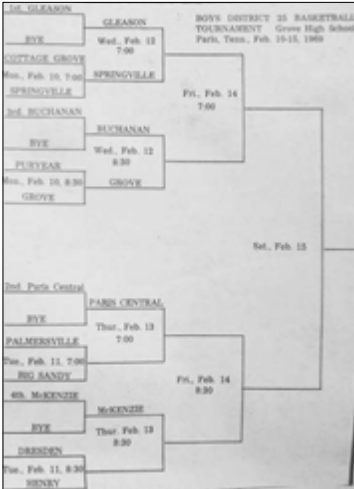 BOYS DISTRICT 25 BASKETBALL
TOURNAMENT Grove High School
Paris, Tenn., Feb. 10-15, 1969
1st. GLEASON
BYE
COTTAGE GROVE
Mon., Feb. 10, 7:00
SPRINGVILLE
3rd. BUCHANAN
BYE
PURYEAR
Mon., Feb. 10, 8:30
GROVE
2nd. Paris Central
BYE
PALMERSVILLE
Tue., Feb. 11, 7:00
BIG SANDY
4th. McKENZIE
BYE
DRESDEN
Tue., Feb. 11, 8:30
HENRY
GLEASON
Wed., Feb. 12
7:00
SPRINGVILLE
BUCHANAN
Wed., Feb. 12
8:30
GROVE
PARIS CENTRAL
Thur., Feb. 13
7:00
McKENZIE
Thur., Feb. 13
8:30
Fri., Feb. 14
7:00
Fri., Feb. 14
8:30
Sat., Feb. 15